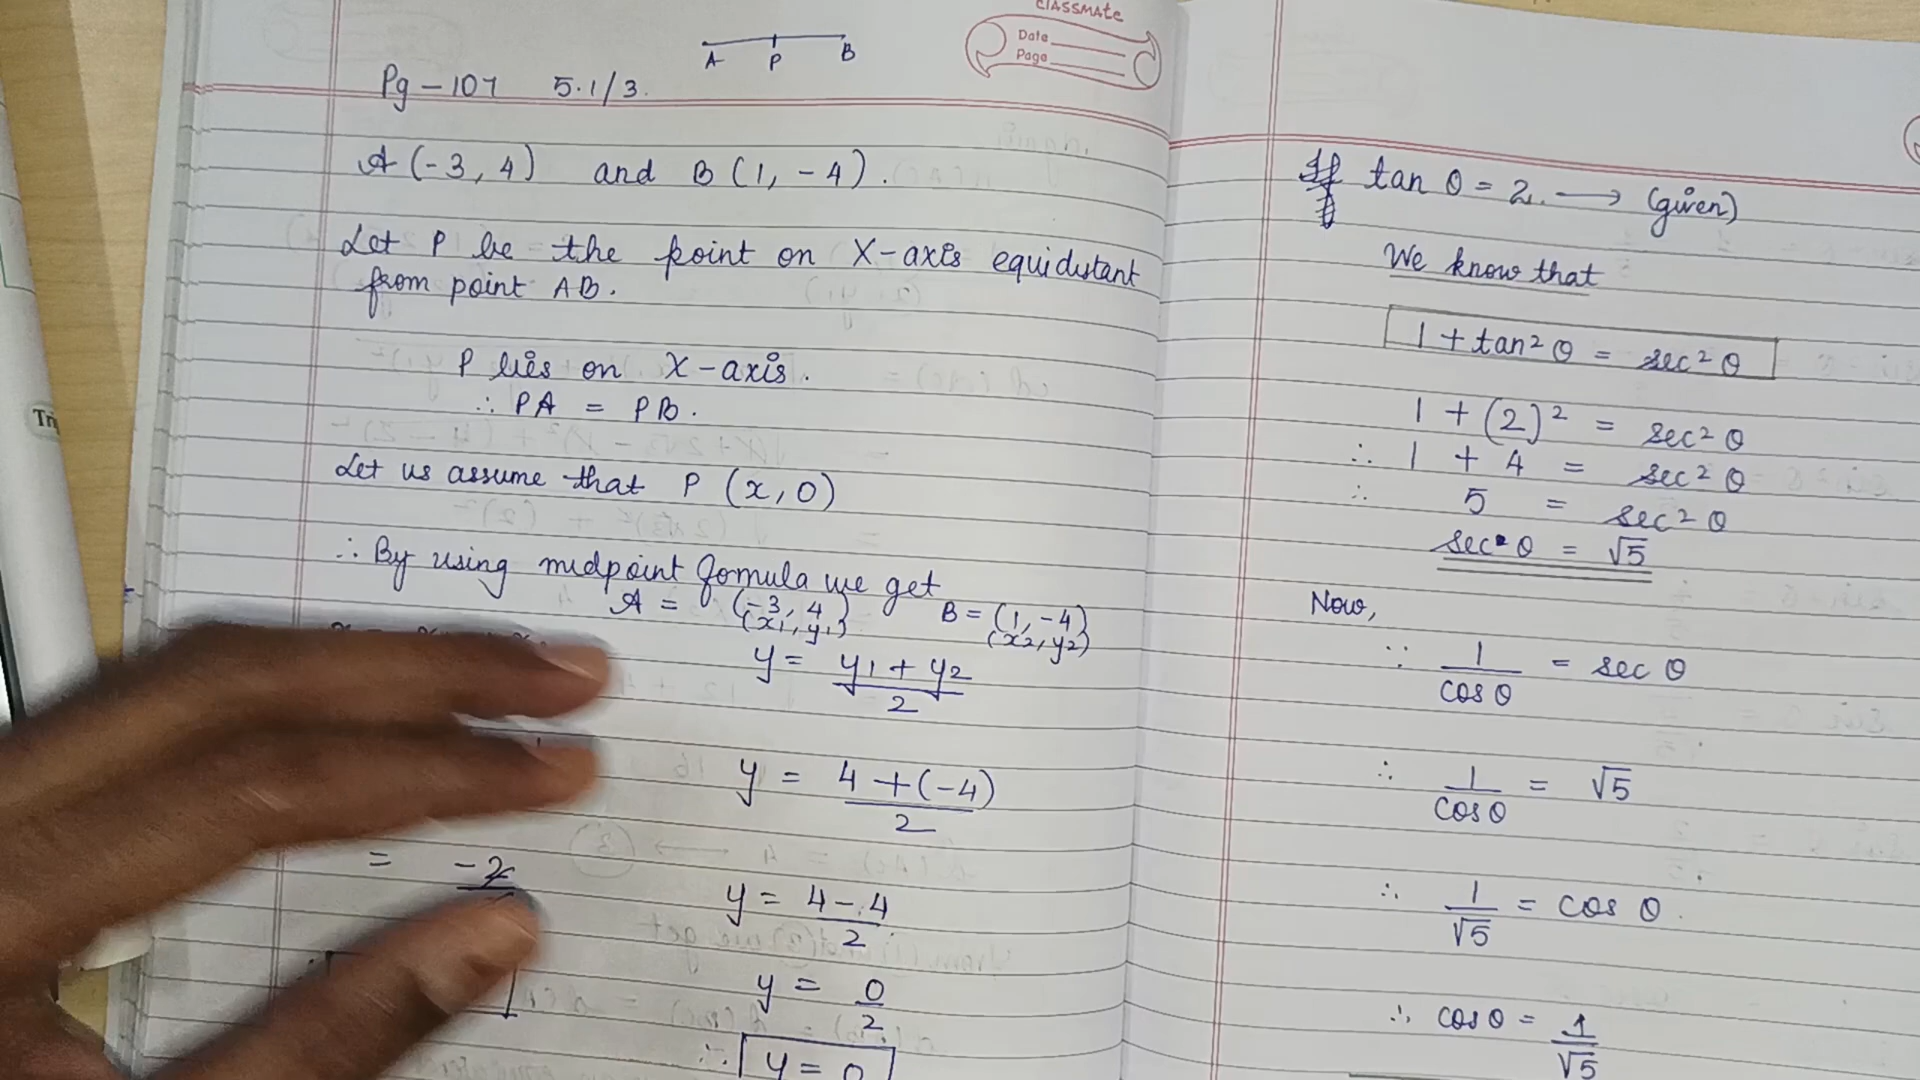 classmate
Date
Page
A P B
Pg - 107 5.1/3.
A (-3, 4) and B (1, -4).
Let P be the point on X-axis equidistant
from point AB.
P lies on X-axis.
∴ PA = PB.
Let us assume that P (x, 0)
∴ By using midpoint fomula we get
A = (-3, 4) B = (1, -4)
(x1, y1) (x2, y2)
y = y1 + y2 / 2
y = 4 + (-4) / 2
= -2
y = 4 - 4 / 2
y = 0 / 2
∴ y = 0
If tan θ = 2. → (given)
We know that
1 + tan² θ = sec² θ
1 + (2)² = sec² θ
∴ 1 + 4 = sec² θ
∴ 5 = sec² θ
sec θ = √5
Now,
∵ 1 / cos θ = sec θ
∴ 1 / cos θ = √5
∴ 1 / √5 = cos θ.
∴ cos θ = 1 / √5
Tri